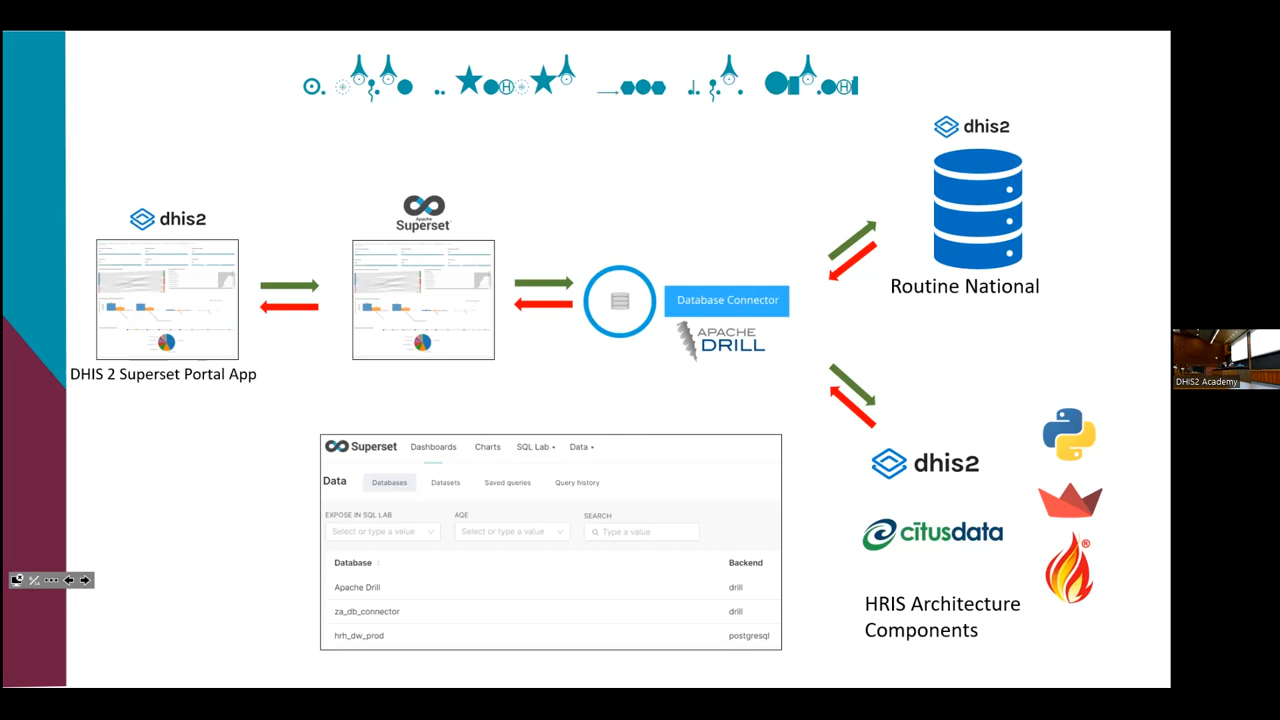 dhis2
dhis2
Apache
Superset
DHIS 2 Superset Portal App
Database Connector
APACHE
DRILL
Routine National
Superset Dashboards Charts SQL Lab Data
Data Databases Datasets Saved queries Query history
EXPOSE IN SQL LAB AQE SEARCH
Select or type a value Select or type a value Type a value
Database Backend
Apache Drill drill
za_db_connector drill
hrh_dw_prod postgresql
dhis2
citusdata
HRIS Architecture
Components
DHIS2 Academy